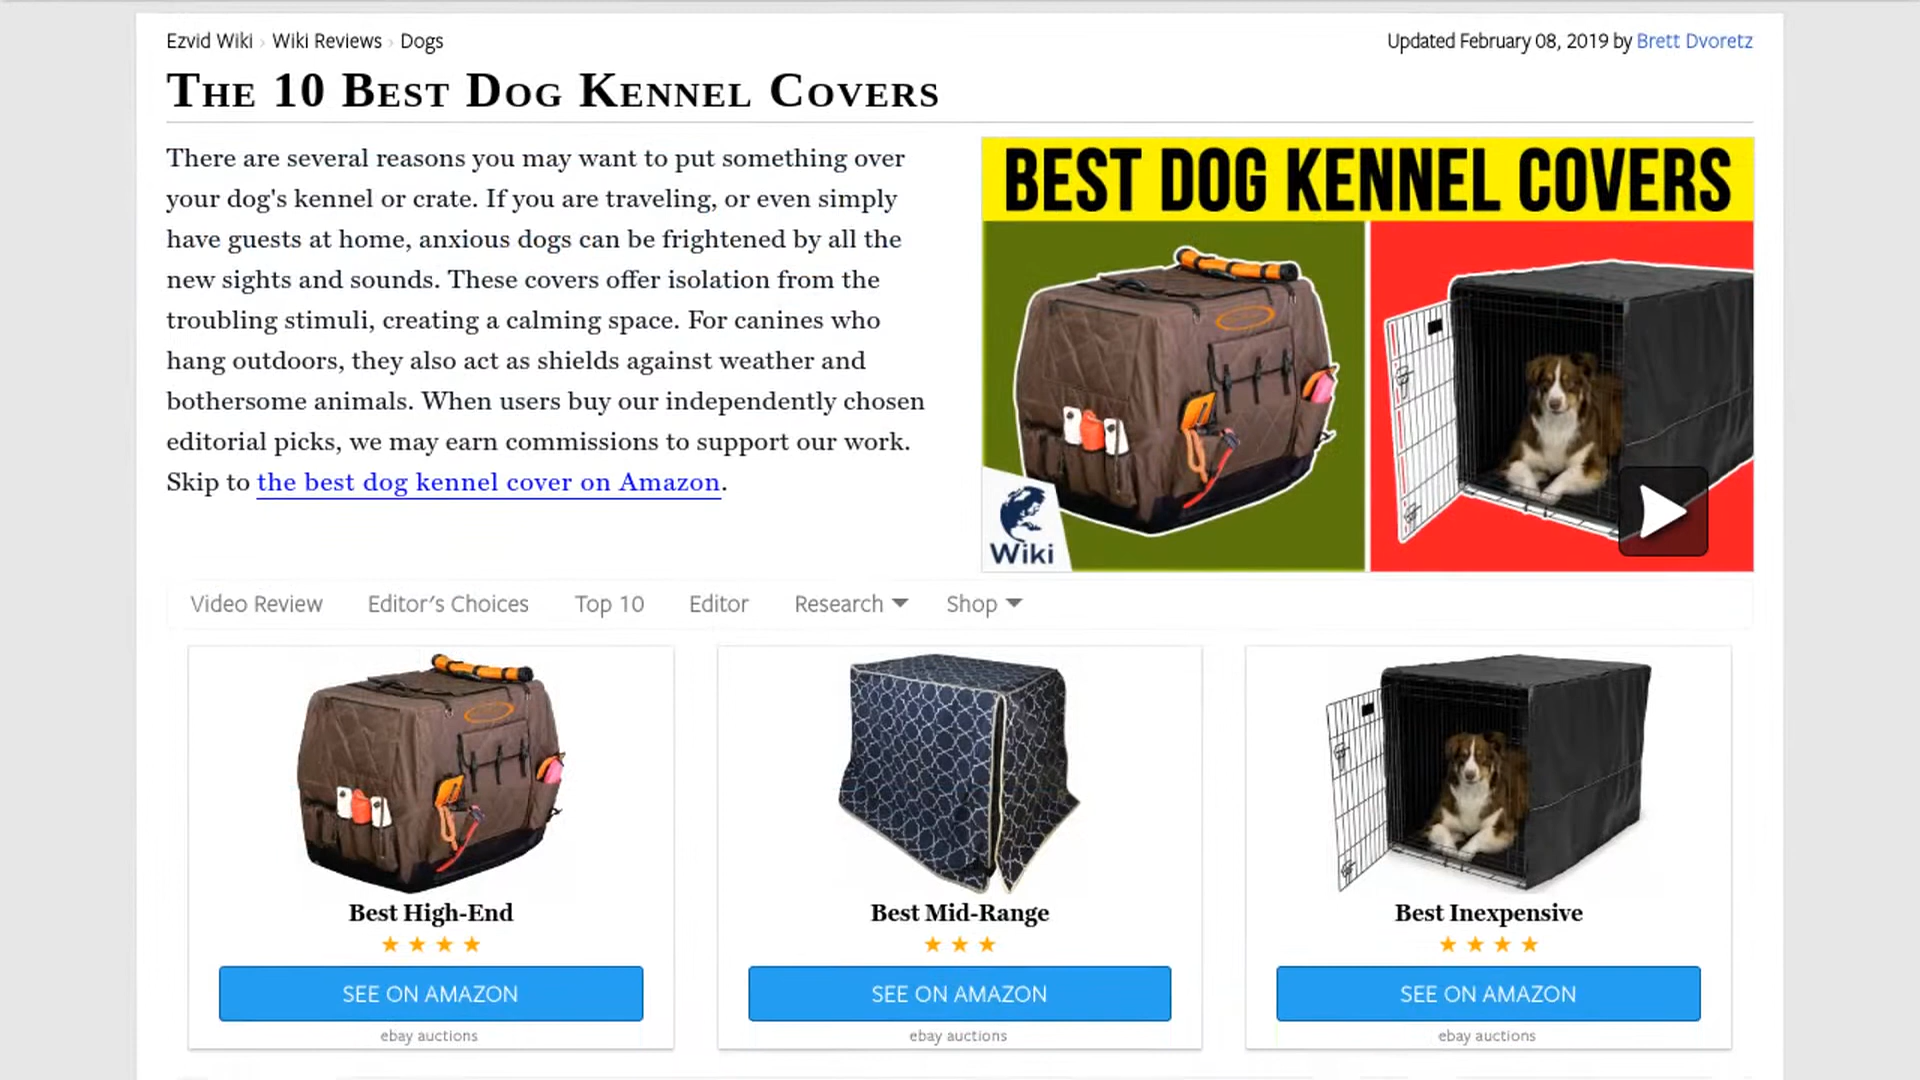 Ezvid Wiki › Wiki Reviews › Dogs
Updated February 08, 2019 by Brett Dvoretz
The 10 Best Dog Kennel Covers
There are several reasons you may want to put something over
your dog's kennel or crate. If you are traveling, or even simply
have guests at home, anxious dogs can be frightened by all the
new sights and sounds. These covers offer isolation from the
troubling stimuli, creating a calming space. For canines who
hang outdoors, they also act as shields against weather and
bothersome animals. When users buy our independently chosen
editorial picks, we may earn commissions to support our work.
Skip to the best dog kennel cover on Amazon.
BEST DOG KENNEL COVERS
Wiki
Video Review Editor's Choices Top 10 Editor Research Shop
Best High-End
SEE ON AMAZON
ebay auctions
Best Mid-Range
SEE ON AMAZON
ebay auctions
Best Inexpensive
SEE ON AMAZON
ebay auctions